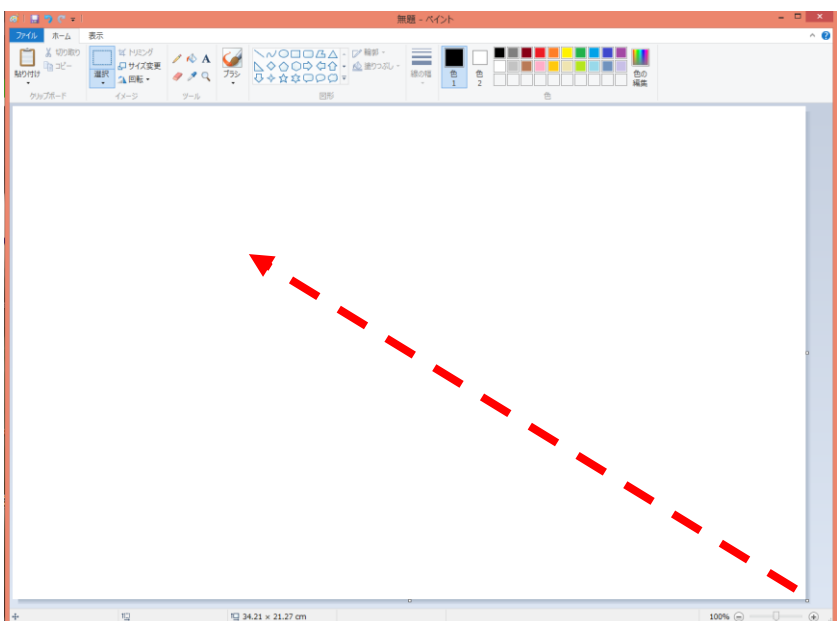 無題 - ペイント
ファイル ホーム 表示
貼り付け
切り取り
コピー
クリップボード
選択
トリミング
サイズ変更
回転
イメージ
A
ツール
ブラシ
輪郭
塗りつぶし
図形
線の幅
色
1
色
2
色の
編集
色
34.21 × 21.27 cm
100%